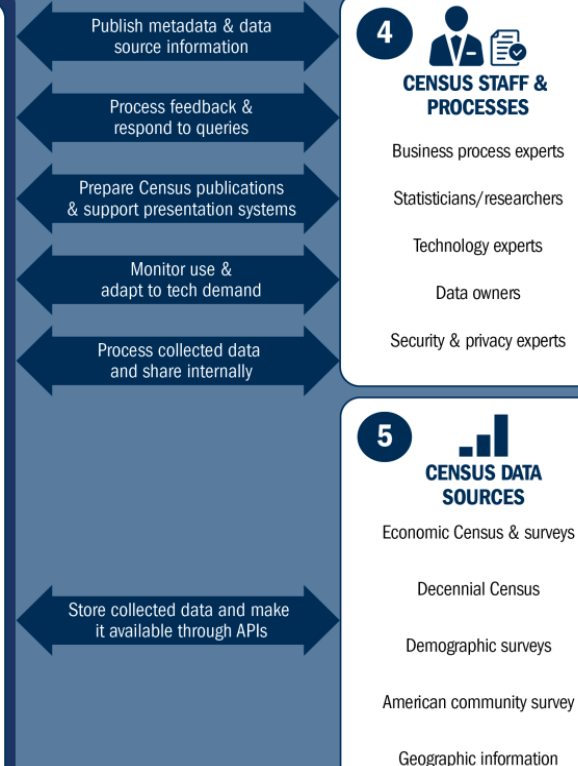 Publish metadata & data
source information
Process feedback &
respond to queries
Prepare Census publications
& support presentation systems
Monitor use &
adapt to tech demand
Process collected data
and share internally
Store collected data and make
it available through APIs
4
CENSUS STAFF &
PROCESSES
Business process experts
Statisticians/researchers
Technology experts
Data owners
Security & privacy experts
5
CENSUS DATA
SOURCES
Economic Census & surveys
Decennial Census
Demographic surveys
American community survey
Geographic information